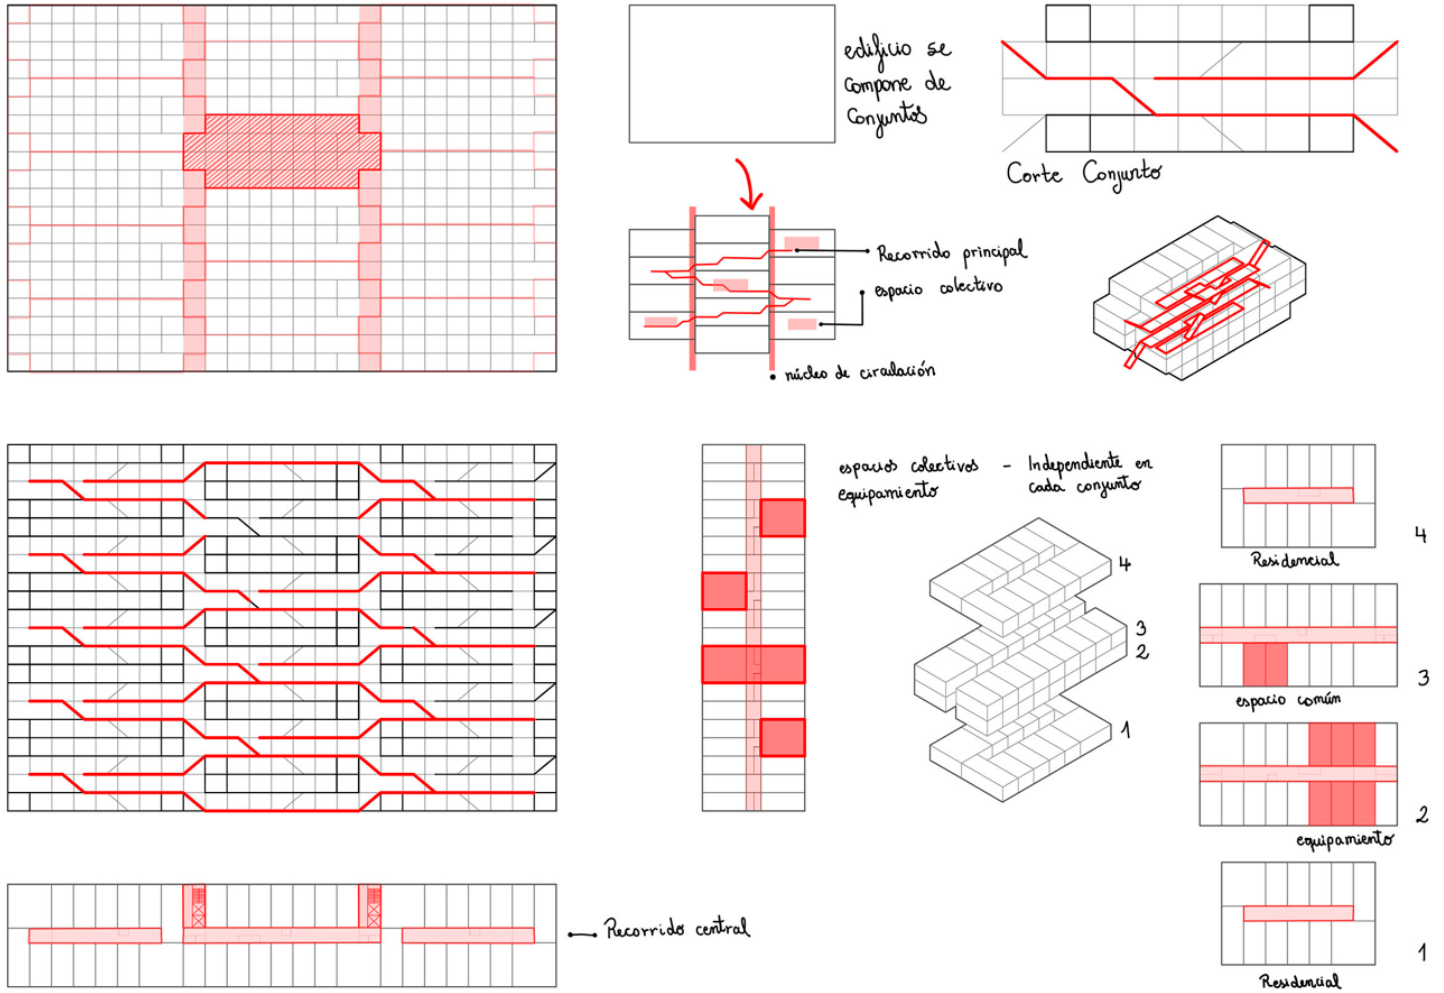 edificio se
compone de
Conjuntos
Corte Conjunto
Recorrido principal
espacio colectivo
núcleo de circulación
espacios colectivos – Independiente en
equipamiento cada conjunto
4
3
2
1
4
Residencial
3
espacio común
2
equipamiento
1
Residencial
Recorrido central